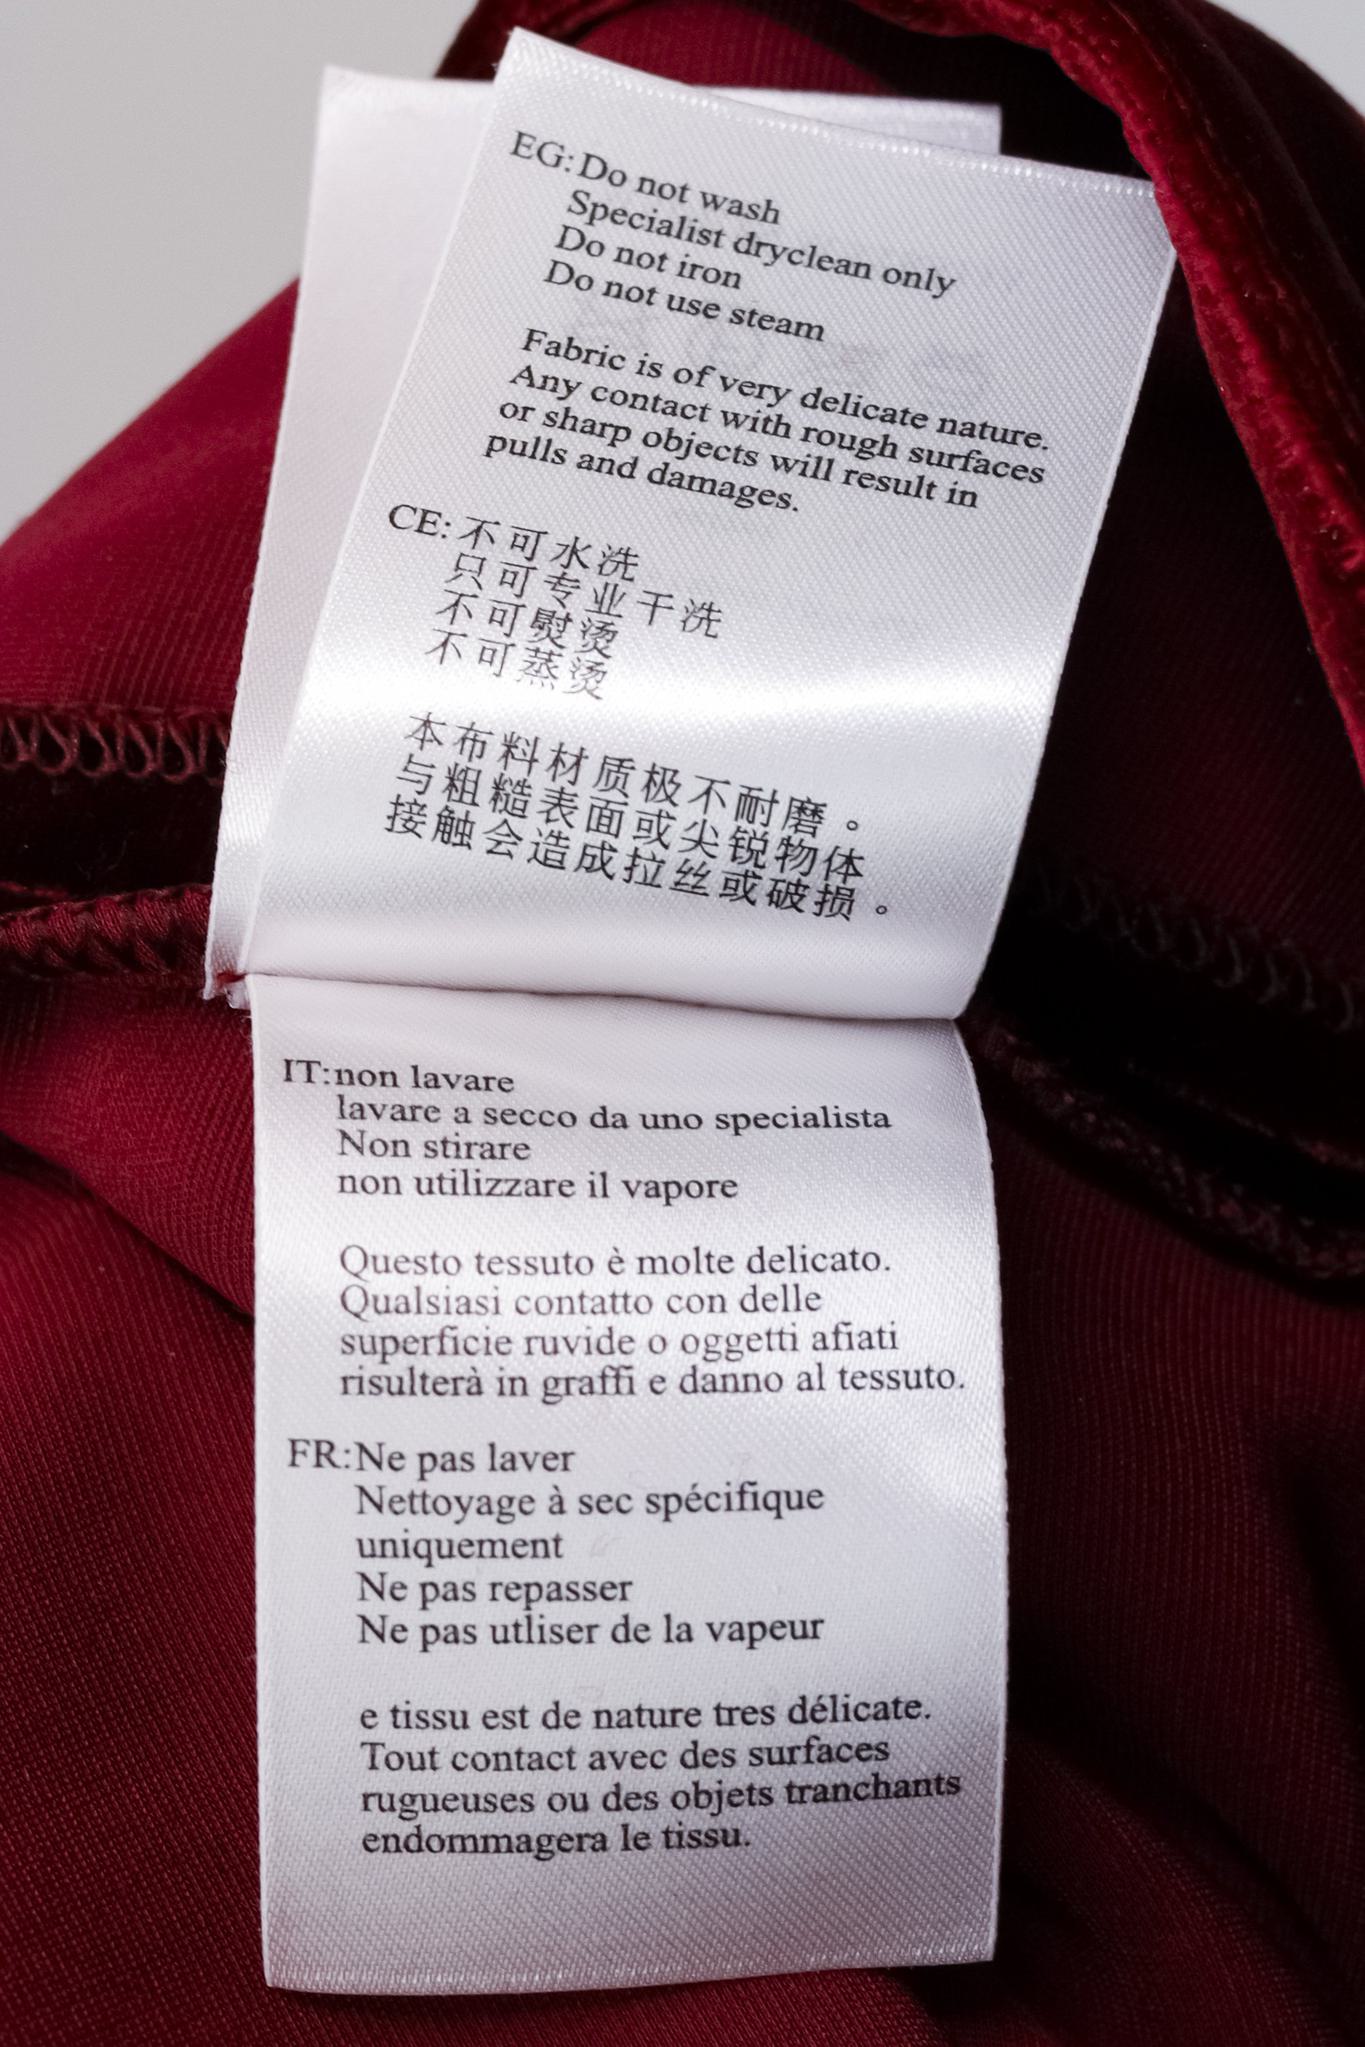 EG:Do not wash
Specialist dryclean only
Do not iron
Do not use steam
Fabric is of very delicate nature.
Any contact with rough surfaces
or sharp objects will result in
pulls and damages.
CE:不可水洗
只可专业干洗
不可熨烫
不可蒸烫
本布料材质极不耐磨。
与粗糙表面或尖锐物体
接触会造成拉丝或破损。
IT:non lavare
lavare a secco da uno specialista
Non stirare
non utilizzare il vapore
Questo tessuto è molte delicato.
Qualsiasi contatto con delle
superficie ruvide o oggetti afiati
risulterà in graffi e danno al tessuto.
FR:Ne pas laver
Nettoyage à sec spécifique
uniquement
Ne pas repasser
Ne pas utliser de la vapeur
e tissu est de nature tres délicate.
Tout contact avec des surfaces
rugueuses ou des objets tranchants
endommagera le tissu.